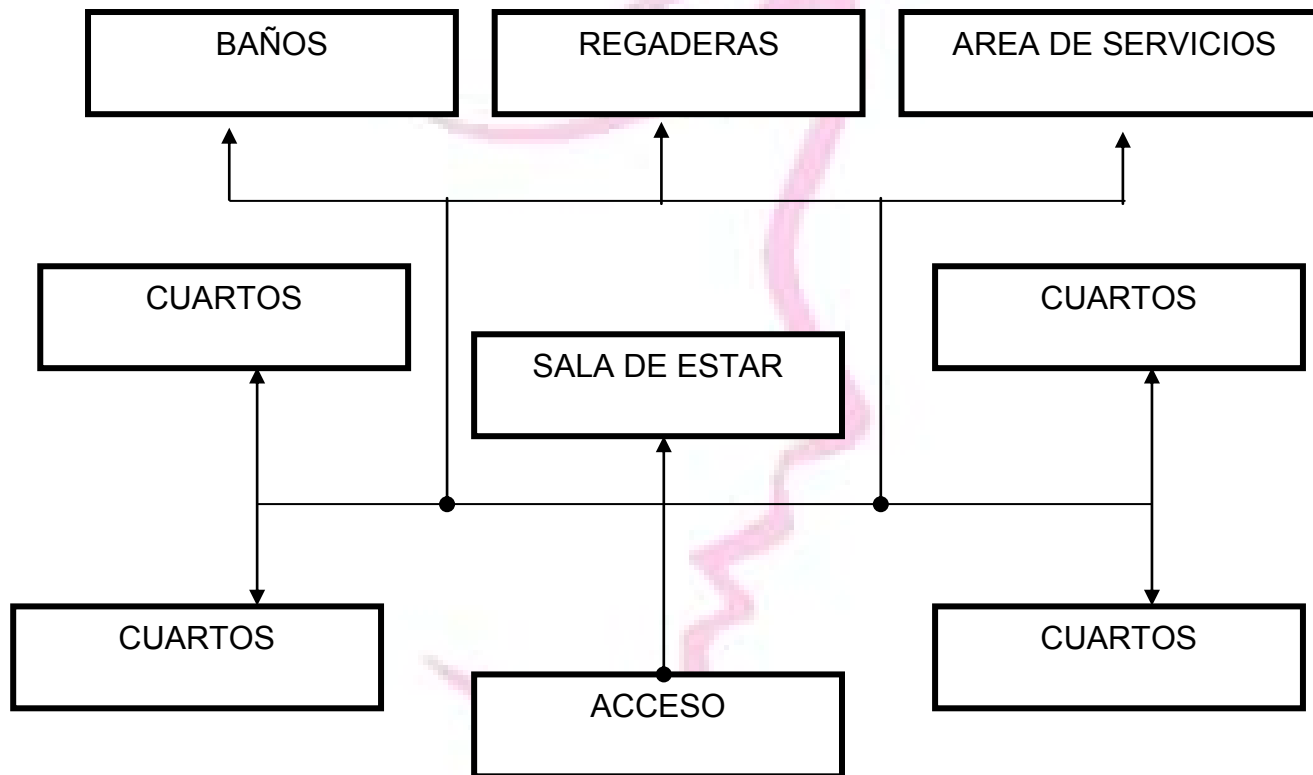 BAÑOS
REGADERAS
AREA DE SERVICIOS
CUARTOS
CUARTOS
SALA DE ESTAR
CUARTOS
CUARTOS
ACCESO